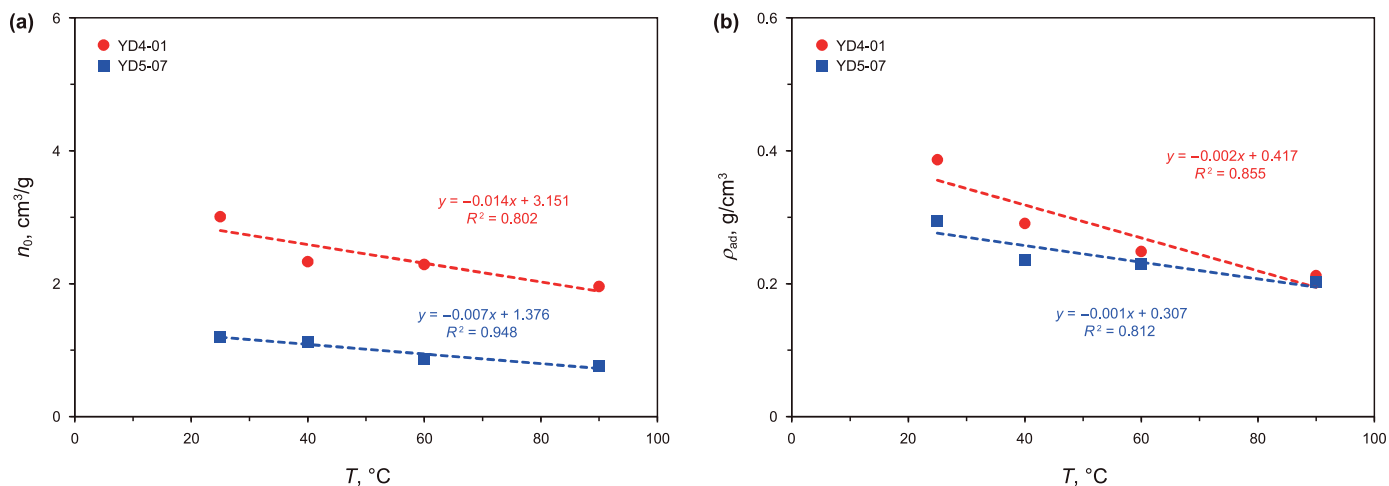 (a)
6
4
2
0
n₀, cm³/g
YD4-01
YD5-07
y = −0.014x + 3.151
R² = 0.802
y = −0.007x + 1.376
R² = 0.948
0
20
40
60
80
100
T, °C
(b)
0.6
0.4
0.2
0
ρad, g/cm³
YD4-01
YD5-07
y = −0.002x + 0.417
R² = 0.855
y = −0.001x + 0.307
R² = 0.812
0
20
40
60
80
100
T, °C